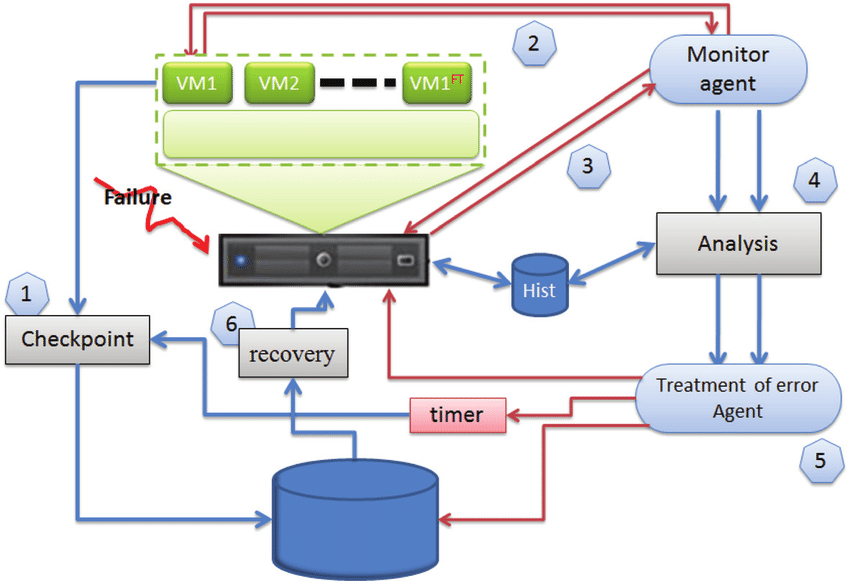 2
VM1
VM2
VM1FT
Monitor
agent
3
4
Failure
Analysis
Hist
1
6
Checkpoint
recovery
timer
Treatment of error
Agent
5